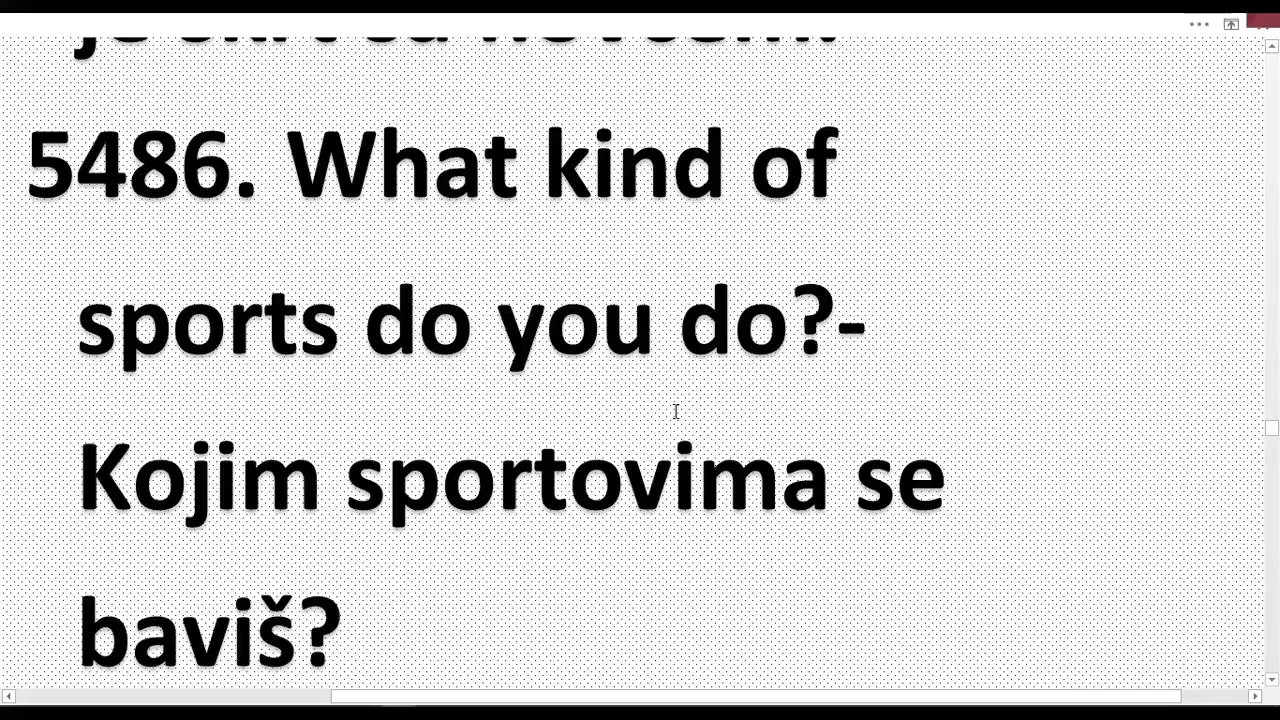 5486. What kind of
sports do you do?-
Kojim sportovima se
baviš?